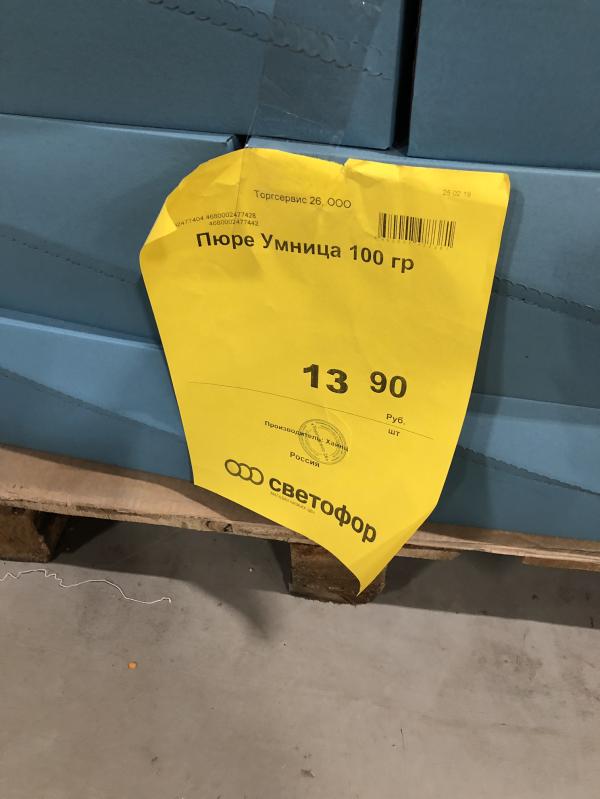 Торгсервис 26, ООО
25 02 19
4680002477428
4680002477442
Пюре Умница 100 гр
13 90
Руб.
шт
Производитель: Хайнц
Россия
светофор